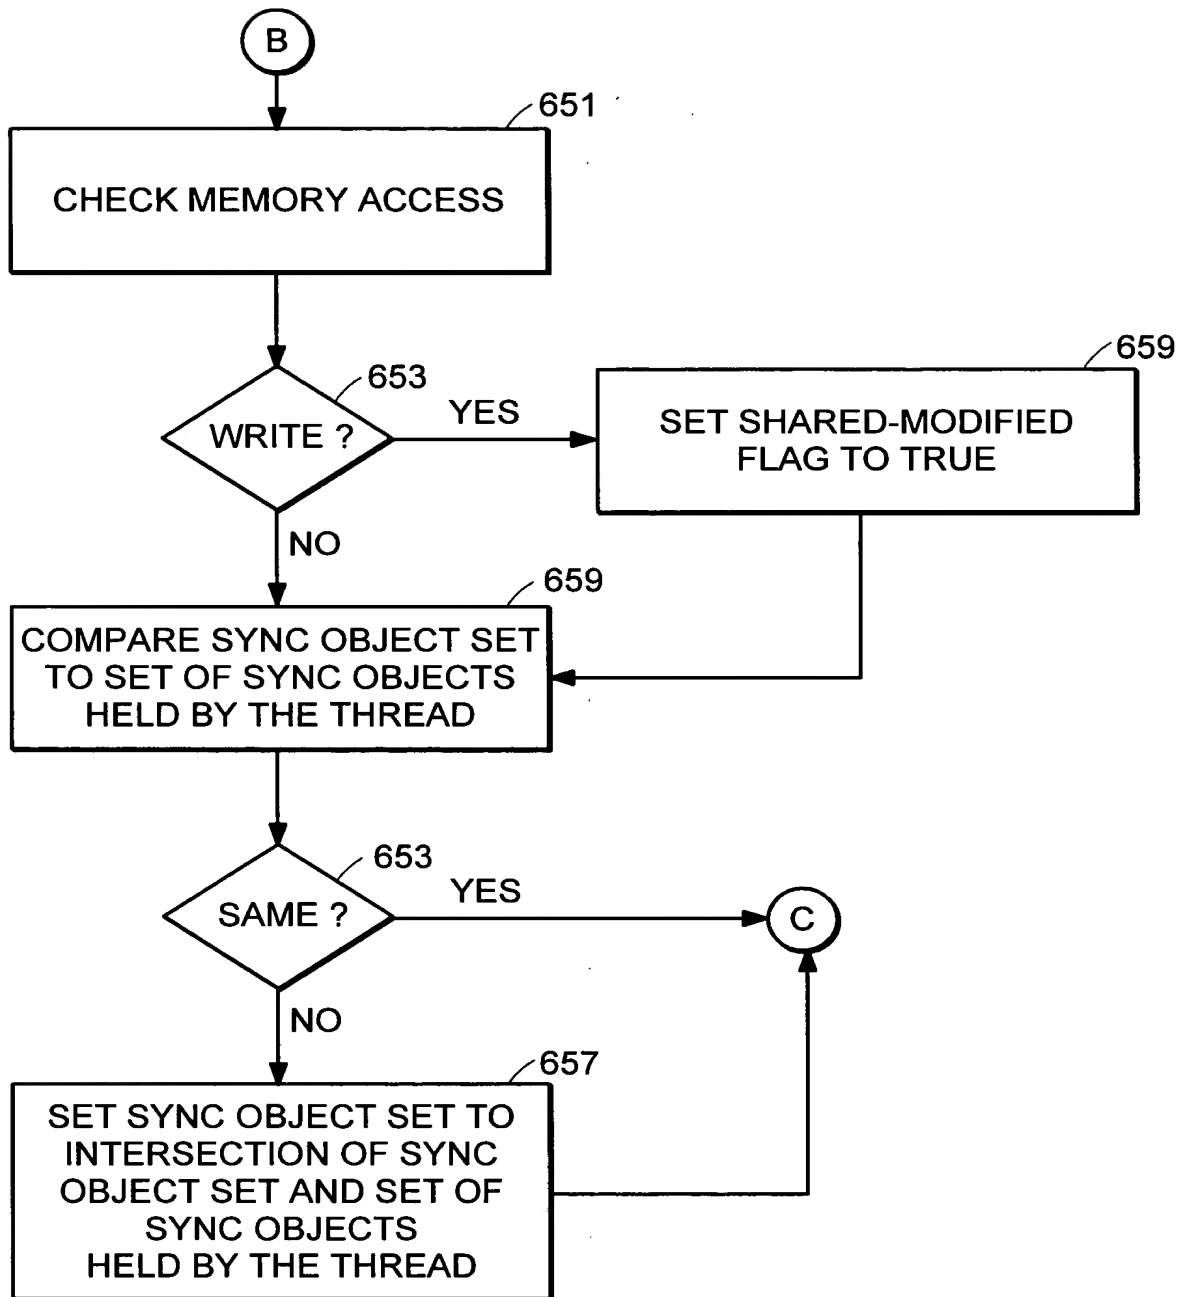 B
651
CHECK MEMORY ACCESS
653
WRITE ?
YES
659
SET SHARED-MODIFIED
FLAG TO TRUE
NO
659
COMPARE SYNC OBJECT SET
TO SET OF SYNC OBJECTS
HELD BY THE THREAD
653
SAME ?
YES
C
NO
657
SET SYNC OBJECT SET TO
INTERSECTION OF SYNC
OBJECT SET AND SET OF
SYNC OBJECTS
HELD BY THE THREAD